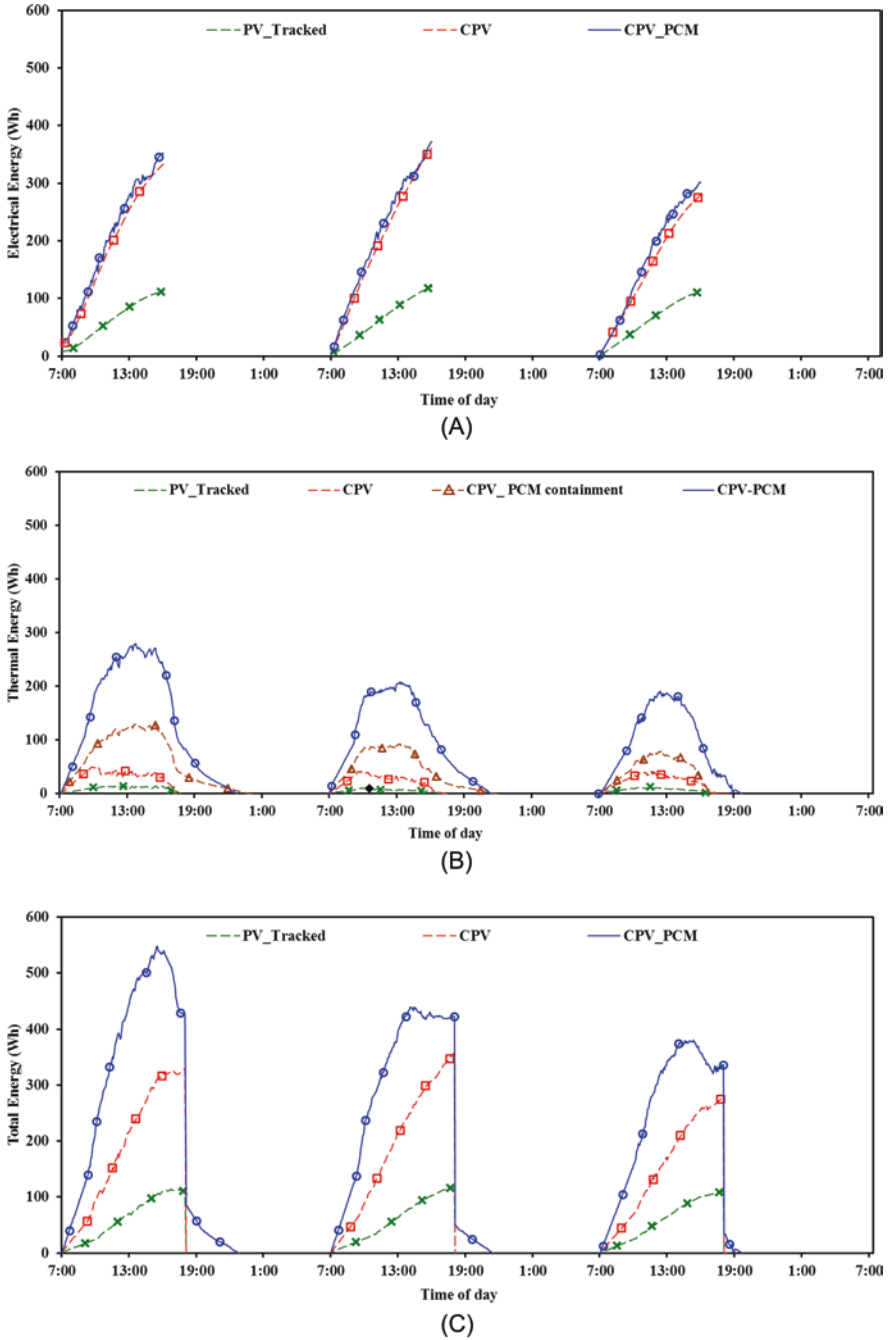 PV_Tracked CPV CPV_PCM
600
500
400
300
200
100
0
Electrical Energy (Wh)
7:00 13:00 19:00 1:00 7:00 13:00 19:00 1:00 7:00 13:00 19:00 1:00 7:00
Time of day
(A)
PV_Tracked CPV CPV_ PCM containment CPV-PCM
600
500
400
300
200
100
0
Thermal Energy (Wh)
7:00 13:00 19:00 1:00 7:00 13:00 19:00 1:00 7:00 13:00 19:00 1:00 7:00
Time of day
(B)
PV_Tracked CPV CPV_PCM
600
500
400
300
200
100
0
Total Energy (Wh)
7:00 13:00 19:00 1:00 7:00 13:00 19:00 1:00 7:00 13:00 19:00 1:00 7:00
Time of day
(C)